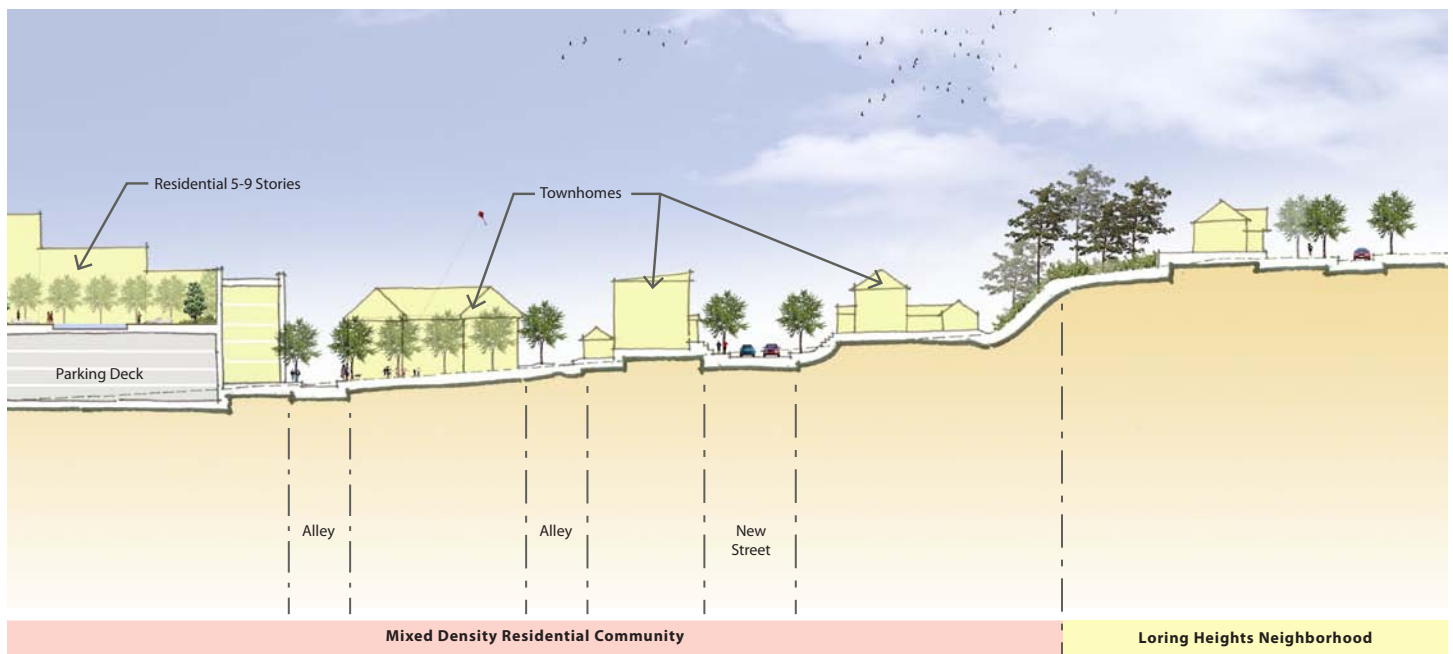 Residential 5-9 Stories
Townhomes
Parking Deck
Alley
Alley
New
Street
Mixed Density Residential Community
Loring Heights Neighborhood